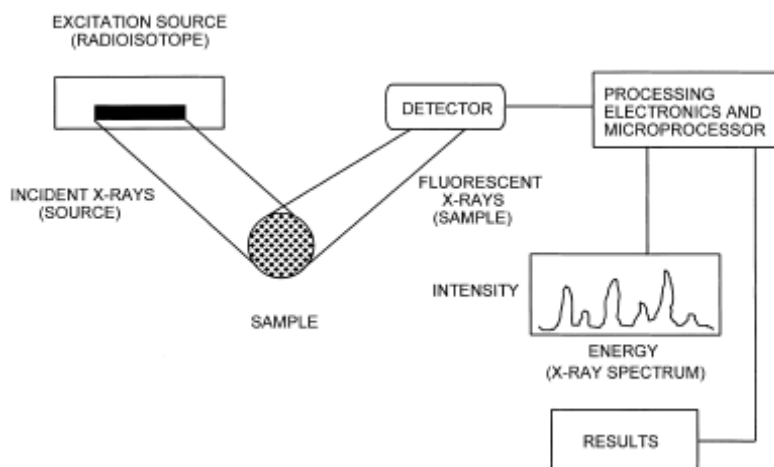 EXCITATION SOURCE
(RADIOISOTOPE)
DETECTOR
PROCESSING
ELECTRONICS AND
MICROPROCESSOR
INCIDENT X-RAYS
(SOURCE)
FLUORESCENT
X-RAYS
(SAMPLE)
SAMPLE
INTENSITY
ENERGY
(X-RAY SPECTRUM)
RESULTS